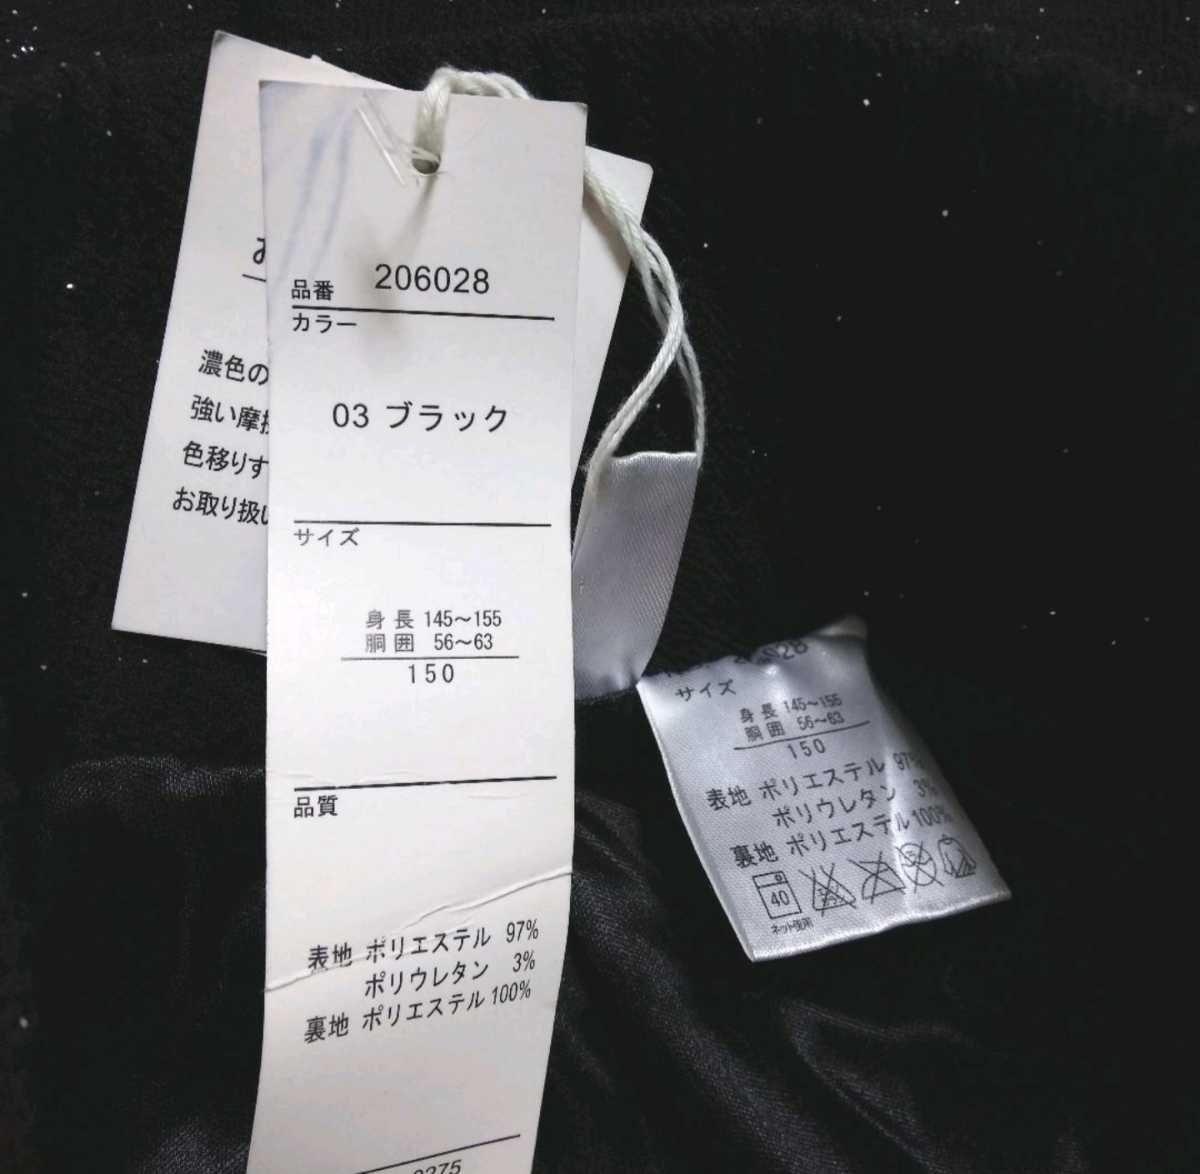 品番 206028
カラー
03 ブラック
サイズ
身長 145～155
胴囲 56～63
150
品質
表地 ポリエステル 97%
ポリウレタン 3%
裏地 ポリエステル 100%
濃色の
強い摩
色移りす
お取り扱い
サイズ
身長 145～155
胴囲 56～63
150
表地 ポリエステル 97%
ポリウレタン 3%
裏地 ポリエステル 100%
40
ネット使用